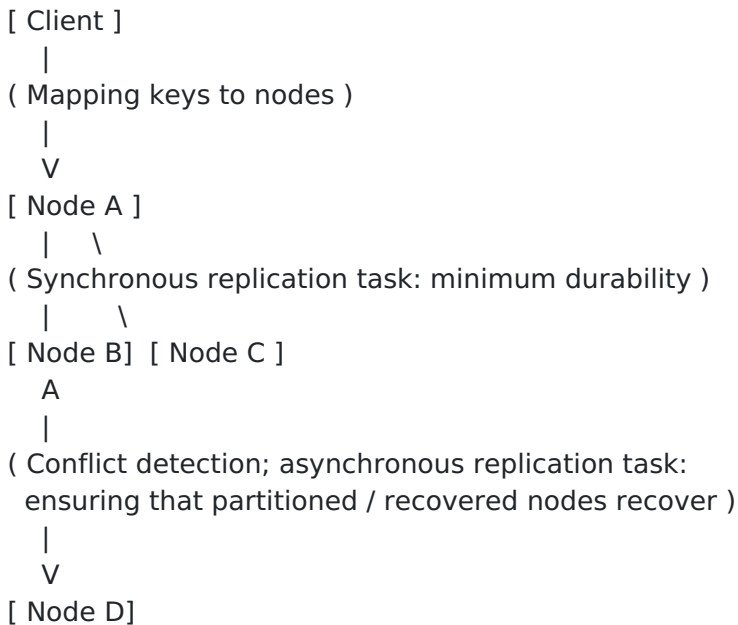 [ Client ]
|
( Mapping keys to nodes )
|
V
[ Node A ]
| \
( Synchronous replication task: minimum durability )
| \
[ Node B] [ Node C ]
A
|
( Conflict detection; asynchronous replication task:
ensuring that partitioned / recovered nodes recover )
|
V
[ Node D]